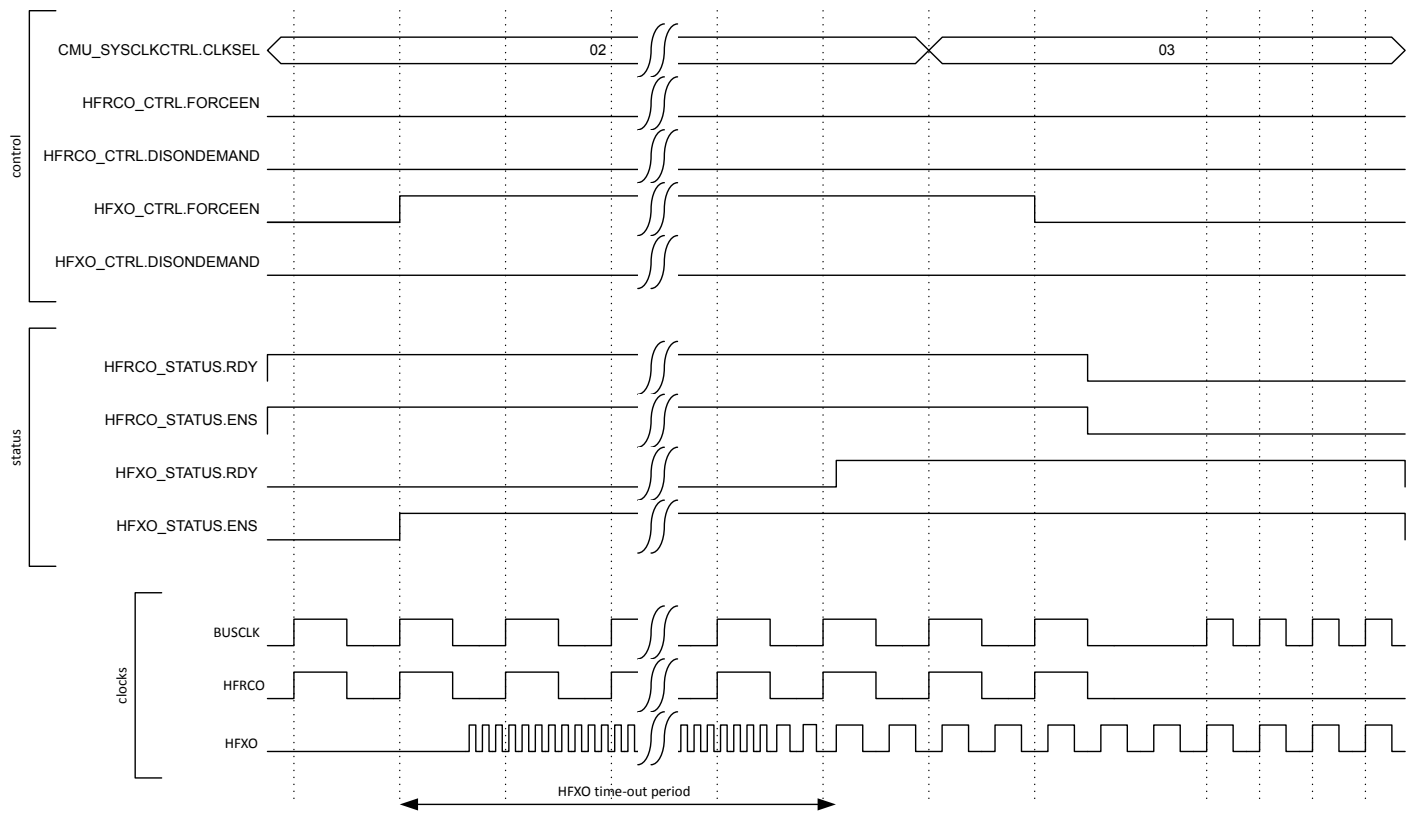 control
CMU_SYSCLKCTRL.CLKSEL
02
03
HFRCO_CTRL.FORCEEN
HFRCO_CTRL.DISONDEMAND
HFXO_CTRL.FORCEEN
HFXO_CTRL.DISONDEMAND
status
HFRCO_STATUS.RDY
HFRCO_STATUS.ENS
HFXO_STATUS.RDY
HFXO_STATUS.ENS
clocks
BUSCLK
HFRCO
HFXO
HFXO time-out period